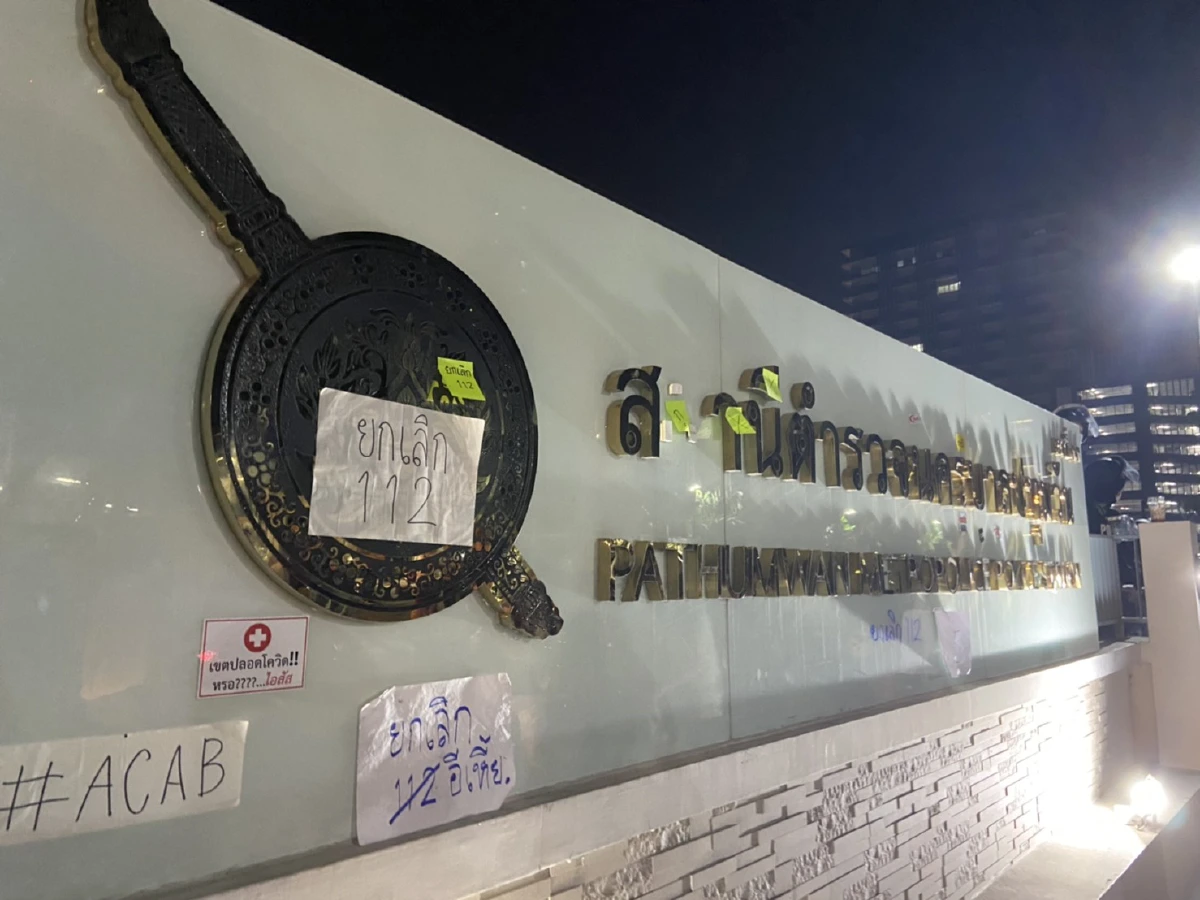 ยกเลิก
112
ยกเลิก
112
สถานีตำรวจนครบาลปทุมวัน
PATHUMWAN METROPOLITAN POLICE STATION
ยกเลิก 112
เขตปลอดโควิด!!
หรอ????...ไอสัส
#ACAB
ยกเลิก
112 อีเหี้ย.